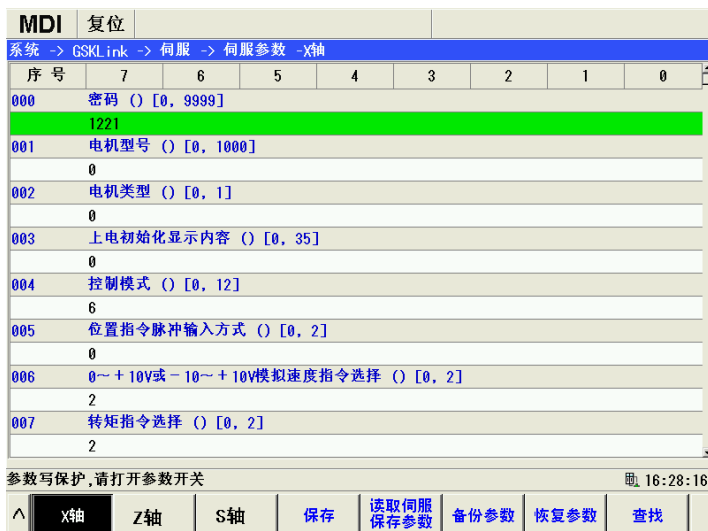 MDI 复位
系统 -> GSKLink -> 伺服 -> 伺服参数 -X轴
序 号 7 6 5 4 3 2 1 0
000 密码 () [0, 9999]
1221
001 电机型号 () [0, 1000]
0
002 电机类型 () [0, 1]
0
003 上电初始化显示内容 () [0, 35]
0
004 控制模式 () [0, 12]
6
005 位置指令脉冲输入方式 () [0, 2]
0
006 0~+10V或-10~+10V模拟速度指令选择 () [0, 2]
2
007 转矩指令选择 () [0, 2]
2
参数写保护,请打开参数开关 16:28:16
^ X轴 Z轴 S轴 保存 读取伺服保存参数 备份参数 恢复参数 查找